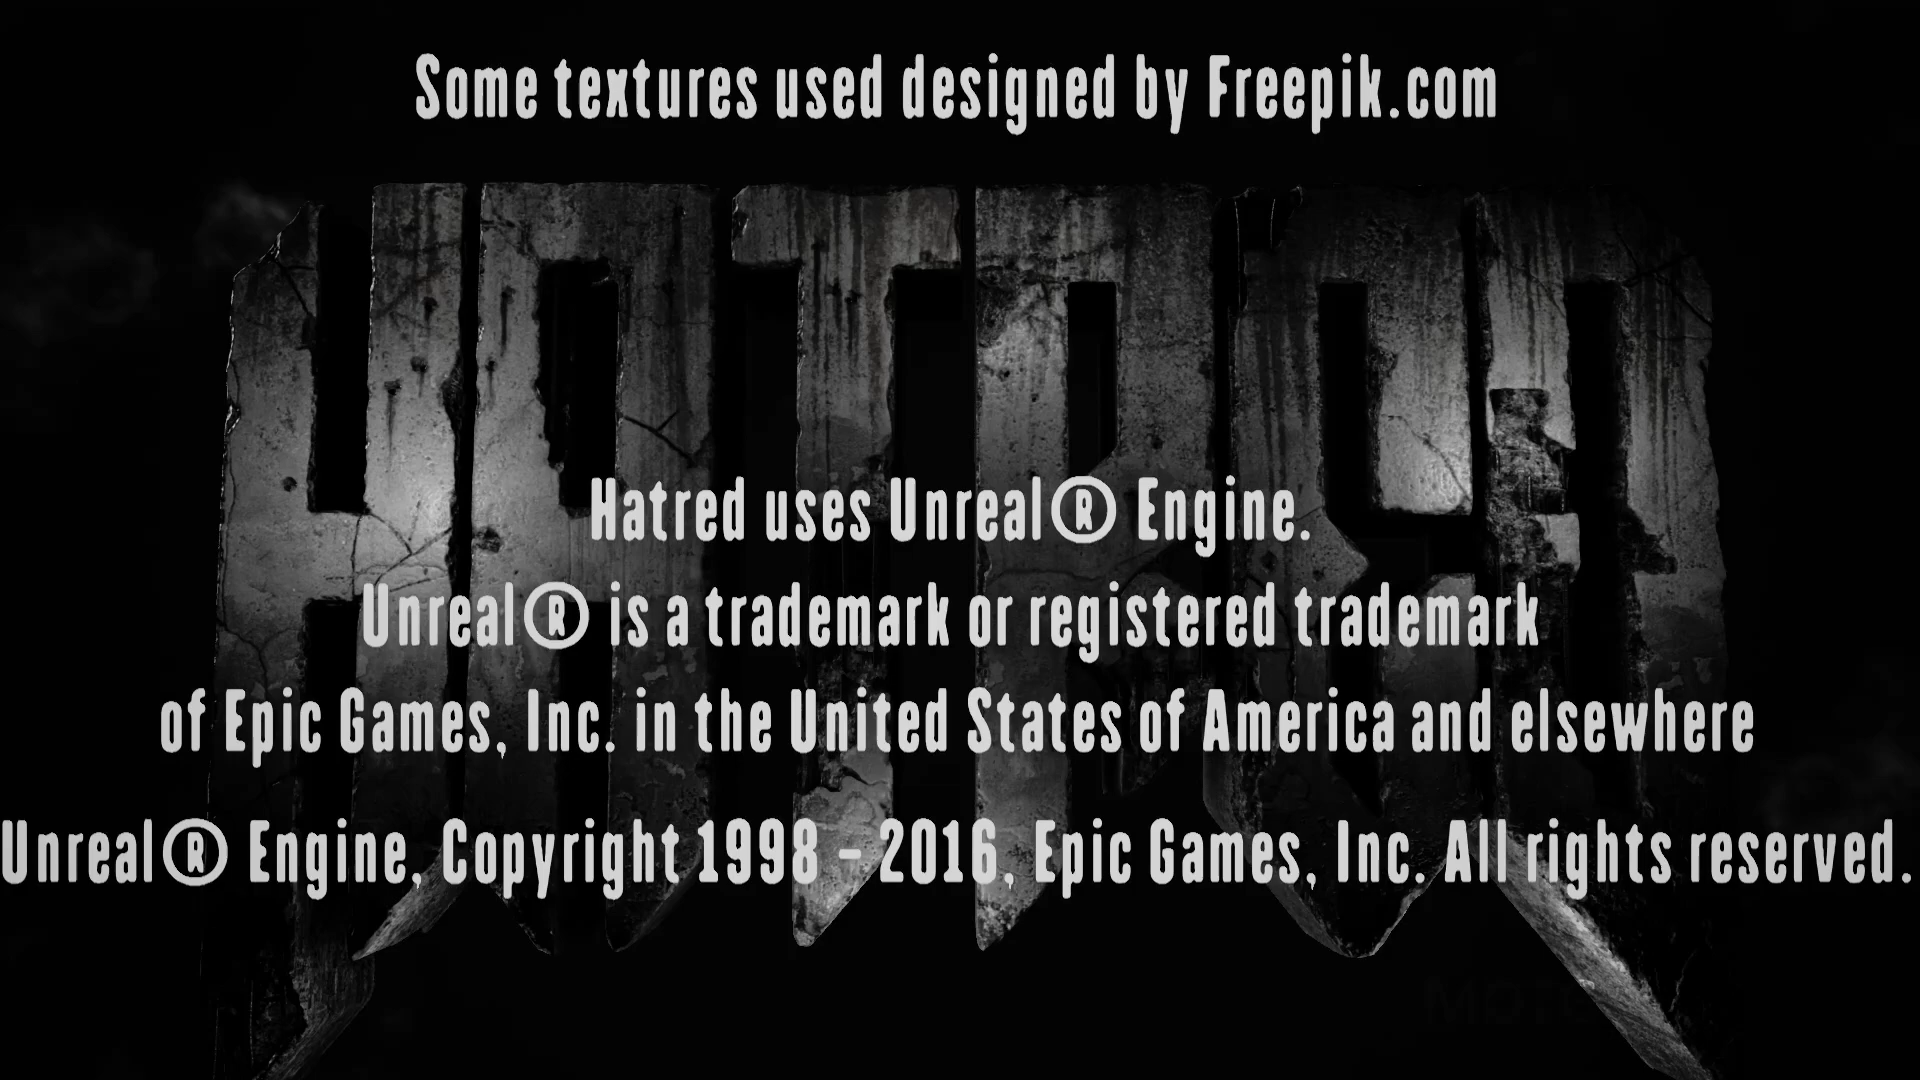 Some textures used designed by Freepik.com
HATRED
Hatred uses Unreal® Engine.
Unreal® is a trademark or registered trademark
of Epic Games, Inc. in the United States of America and elsewhere
Unreal® Engine, Copyright 1998 - 2016, Epic Games, Inc. All rights reserved.